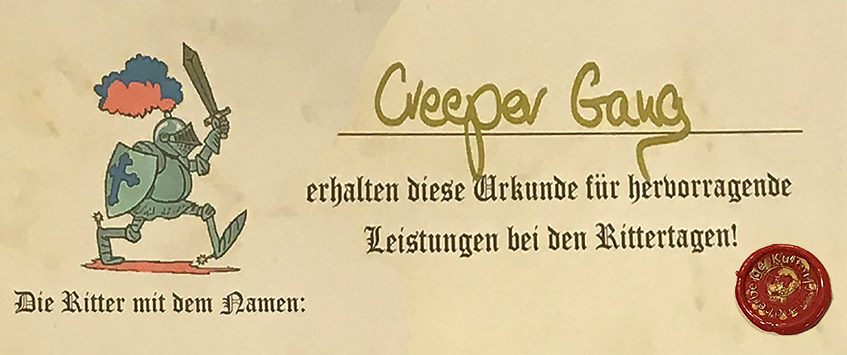 Creeper Gang
erhalten diese Urkunde für hervorragende
Leistungen bei den Rittertagen!
Die Ritter mit dem Namen: